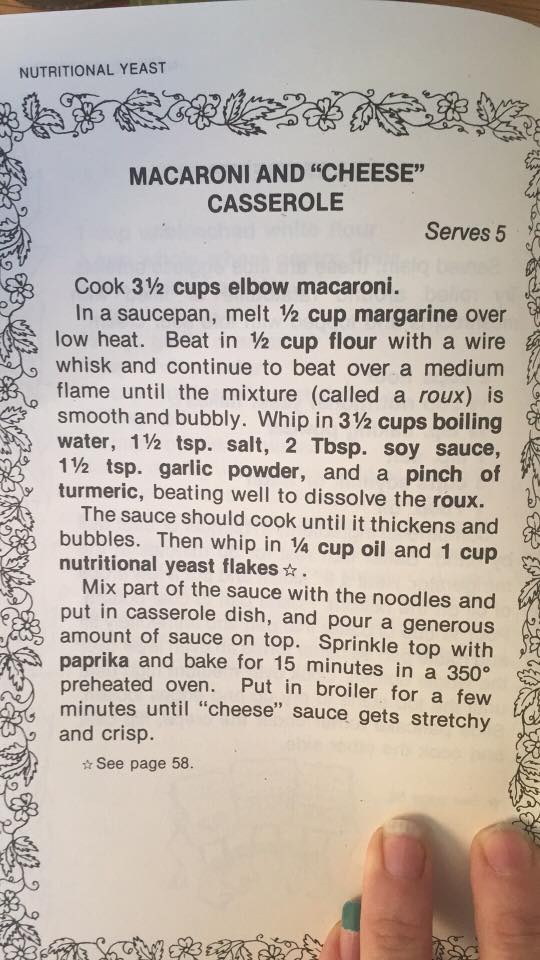 NUTRITIONAL YEAST
MACARONI AND “CHEESE”
CASSEROLE
Serves 5
Cook 3½ cups elbow macaroni.
In a saucepan, melt ½ cup margarine over
low heat. Beat in ½ cup flour with a wire
whisk and continue to beat over a medium
flame until the mixture (called a roux) is
smooth and bubbly. Whip in 3½ cups boiling
water, 1½ tsp. salt, 2 Tbsp. soy sauce,
1½ tsp. garlic powder, and a pinch of
turmeric, beating well to dissolve the roux.
The sauce should cook until it thickens and
bubbles. Then whip in ¼ cup oil and 1 cup
nutritional yeast flakes☆.
Mix part of the sauce with the noodles and
put in casserole dish, and pour a generous
amount of sauce on top. Sprinkle top with
paprika and bake for 15 minutes in a 350°
preheated oven. Put in broiler for a few
minutes until “cheese” sauce gets stretchy
and crisp.
☆See page 58.